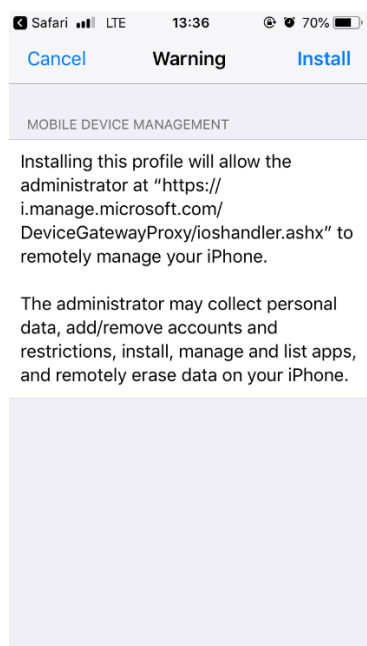 Safari LTE 13:36 70%
Cancel Warning Install
MOBILE DEVICE MANAGEMENT
Installing this profile will allow the
administrator at “https://
i.manage.microsoft.com/
DeviceGatewayProxy/ioshandler.ashx” to
remotely manage your iPhone.
The administrator may collect personal
data, add/remove accounts and
restrictions, install, manage and list apps,
and remotely erase data on your iPhone.